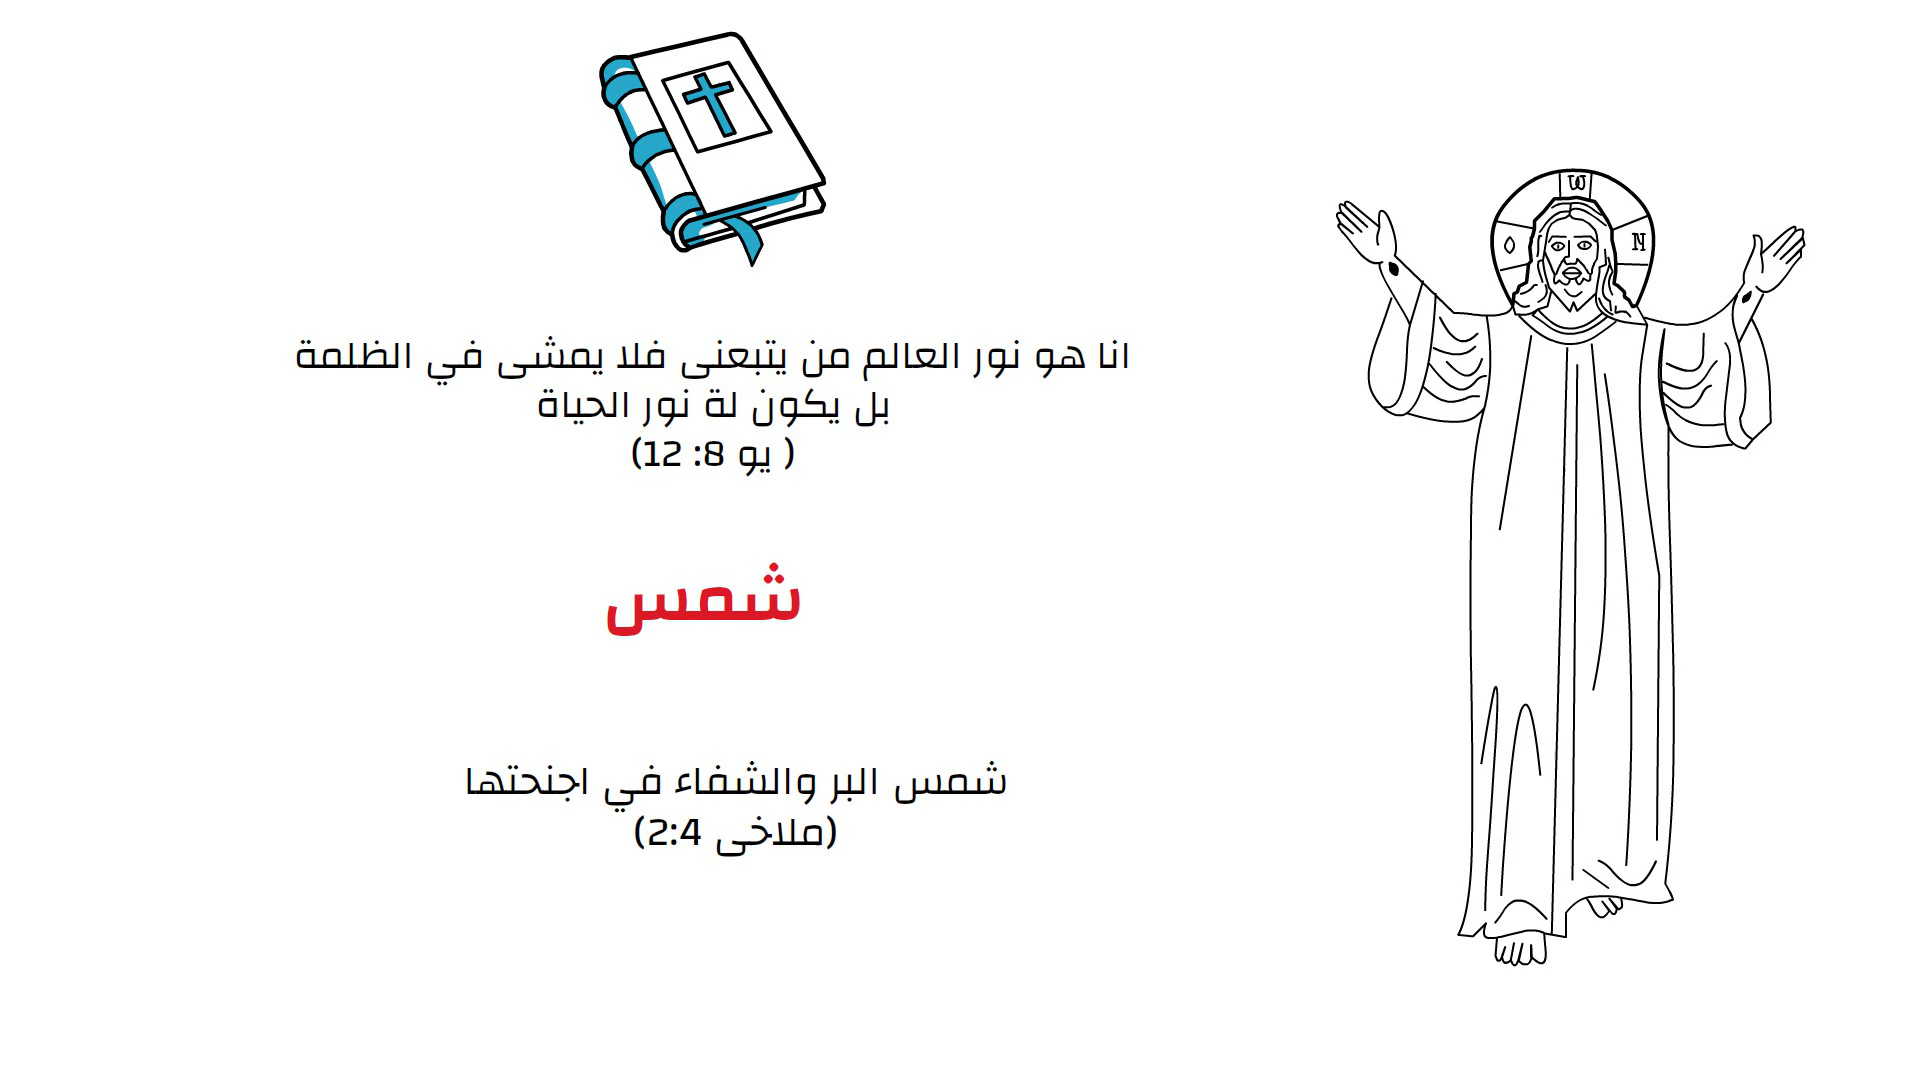 انا هو نور العالم من يتبعنى فلا يمشى في الظلمة
بل يكون لة نور الحياة
( يو 8: 12)
شمس
شمس البر والشفاء في اجنحتها
(ملاخى 2:4)